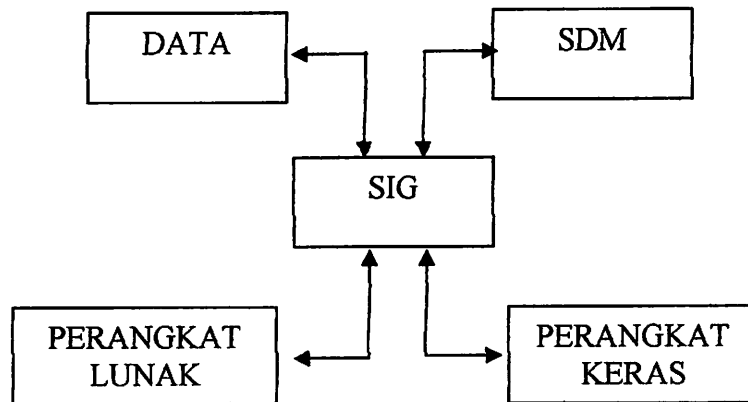 DATA
SDM
SIG
PERANGKAT
LUNAK
PERANGKAT
KERAS